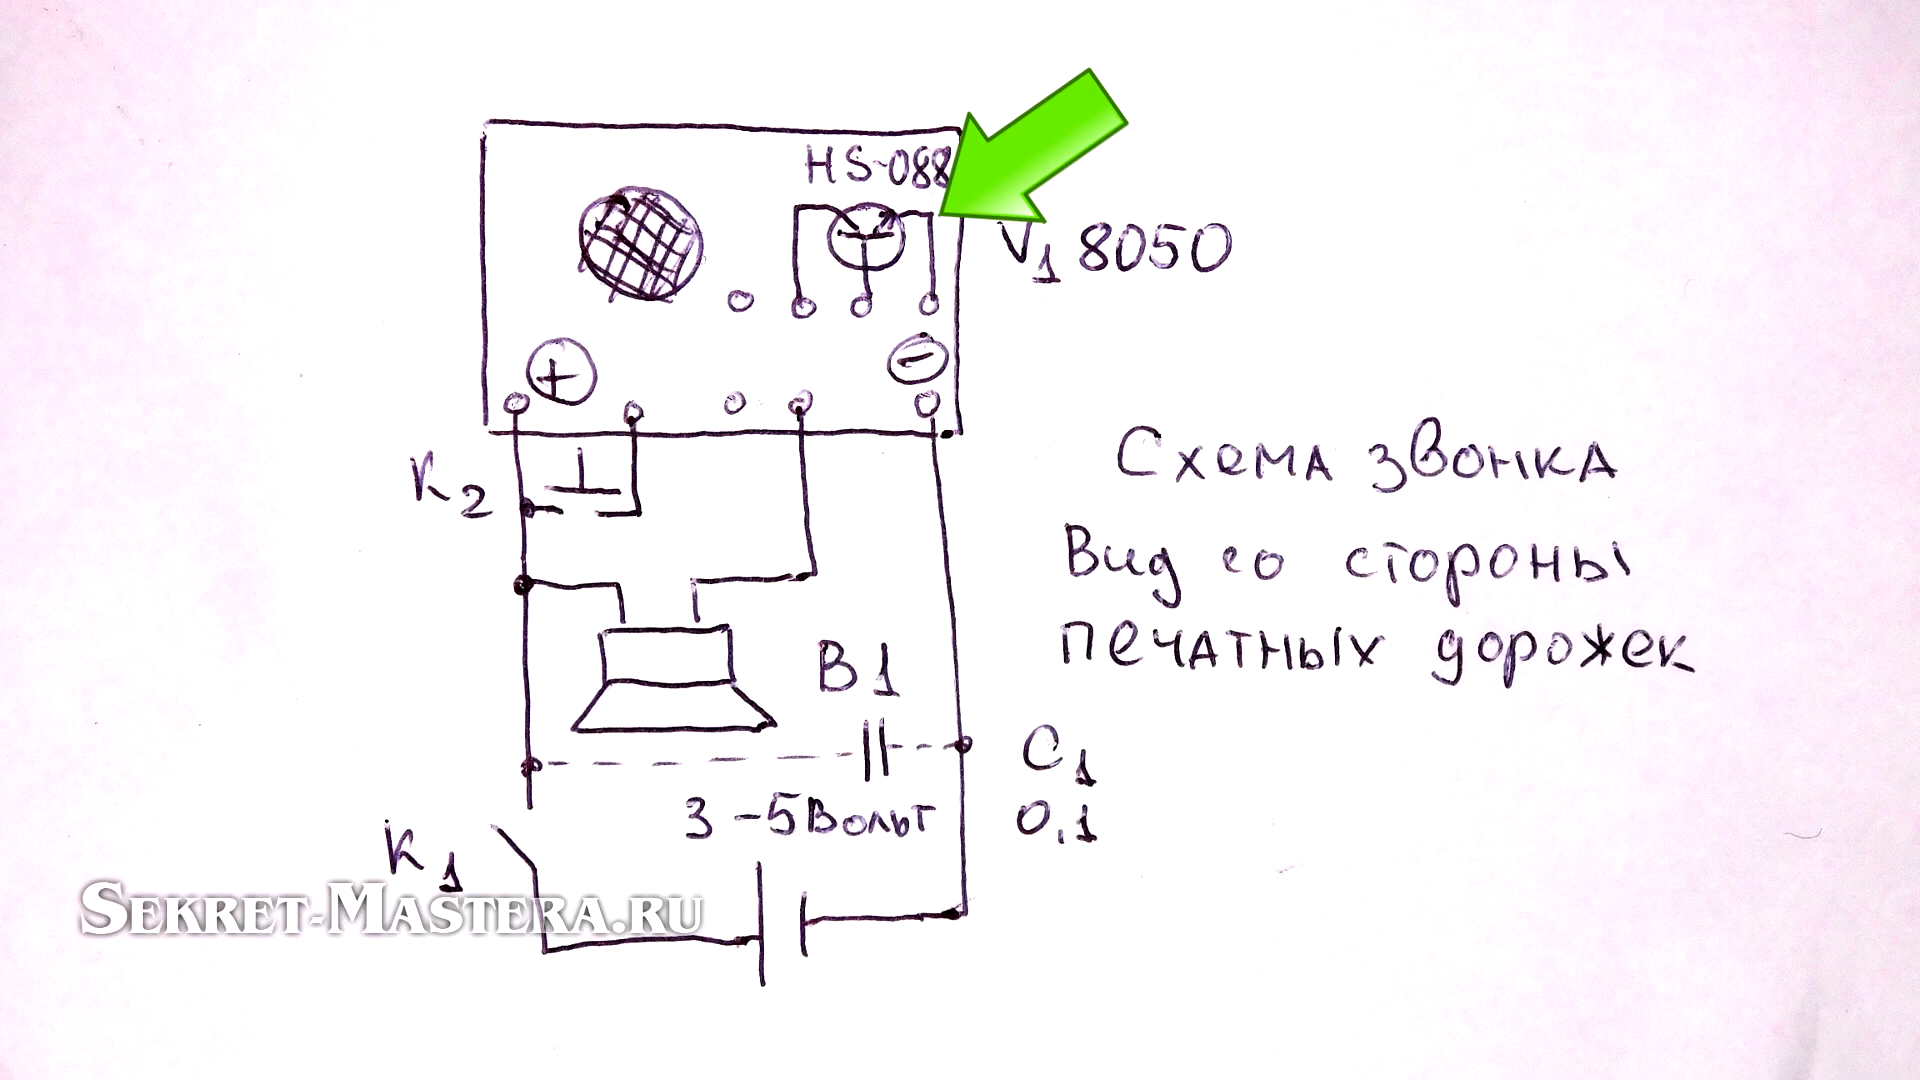 HS-088
V1 8050
+
−
K2
Схема звонка
Вид со стороны
печатных дорожек
B1
C1
0,1
3-5Вольт
K1
SEKRET-MASTERA.RU